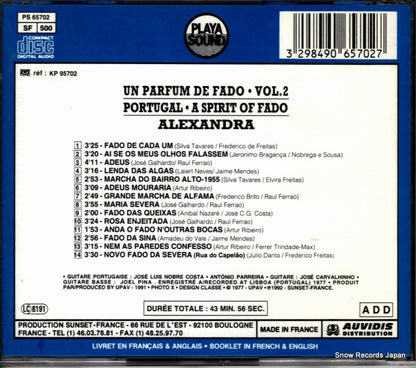 PS 65702
SF 500
COMPACT
disc
DIGITAL AUDIO
PLAYA
SOUND
3 298490 657027
réf : KP 95702
UN PARFUM DE FADO • VOL.2
PORTUGAL • A SPIRIT OF FADO
ALEXANDRA
1 3'25 - FADO DE CADA UM (Silva Tavares / Frederico de Freitas)
2 3'20 - AI SE OS MEUS OLHOS FALASSEM (Jeronimo Bragança / Nobrega e Sousa)
3 4'11 - ADEUS (José Galhardo / Raul Ferrao)
4 3'16 - LENDA DAS ALGAS (Laiert Neves / Jaime Mendes)
5 2'53 - MARCHA DO BAIRRO ALTO-1955 (Silva Tavares / Elvira Freitas)
6 3'09 - ADEUS MOURARIA (Artur Ribeiro)
7 2'49 - GRANDE MARCHA DE ALFAMA (Frederico Brito / Raul Ferrao)
8 3'55 - MARIA SEVERA (José Galhardo / Raul Ferrao)
9 2'00 - FADO DAS QUEIXAS (Anibal Nazaré / José C.G. Costa)
10 3'24 - ROSA ENJEITADA (José Galhardo / Raul Ferrao)
11 1'53 - ANDA O FADO N'OUTRAS BOCAS (Artur Ribeiro)
12 2'56 - FADO DA SINA (Amadeu do Vale / Jaime Mendes)
13 3'15 - NEM AS PAREDES CONFESSO (Artur Ribeiro / Ferrer Trindade-Max)
14 3'30 - NOVO FADO DA SEVERA (Rua do Capelão) (Julio Dantas / Frederico Freitas)
- GUITARE PORTUGAISE : JOSÉ LUIS NOBRE COSTA - ANTÓNIO PARREIRA - GUITARE : JOSÉ CARVALHINHO -
GUITARE BASSE : JOEL PINA . ENREGISTRÉ A/RECORDED AT LISBOA (PORTUGAL) 1977 . PRODUIT
PAR/PRODUCED BY UPAV - 1991 • PHOTO X • DESIGN CLASSE • ℗ 1977 - UPAV - ©1992 - SUNSET-FRANCE.
LC 8191
DURÉE TOTALE : 43 MIN. 56 SEC.
ADD
PRODUCTION SUNSET-FRANCE - 66 RUE DE L'EST - 92100 BOULOGNE
FRANCE - Tél (1) 46.03.76.81 - FAX (1) 48.25.97.70
MADE IN FRANCE
AUVIDIS
DISTRIBUTION
LIVRET EN FRANÇAIS & ANGLAIS • BOOKLET IN FRENCH & ENGLISH
Snow Records Japan